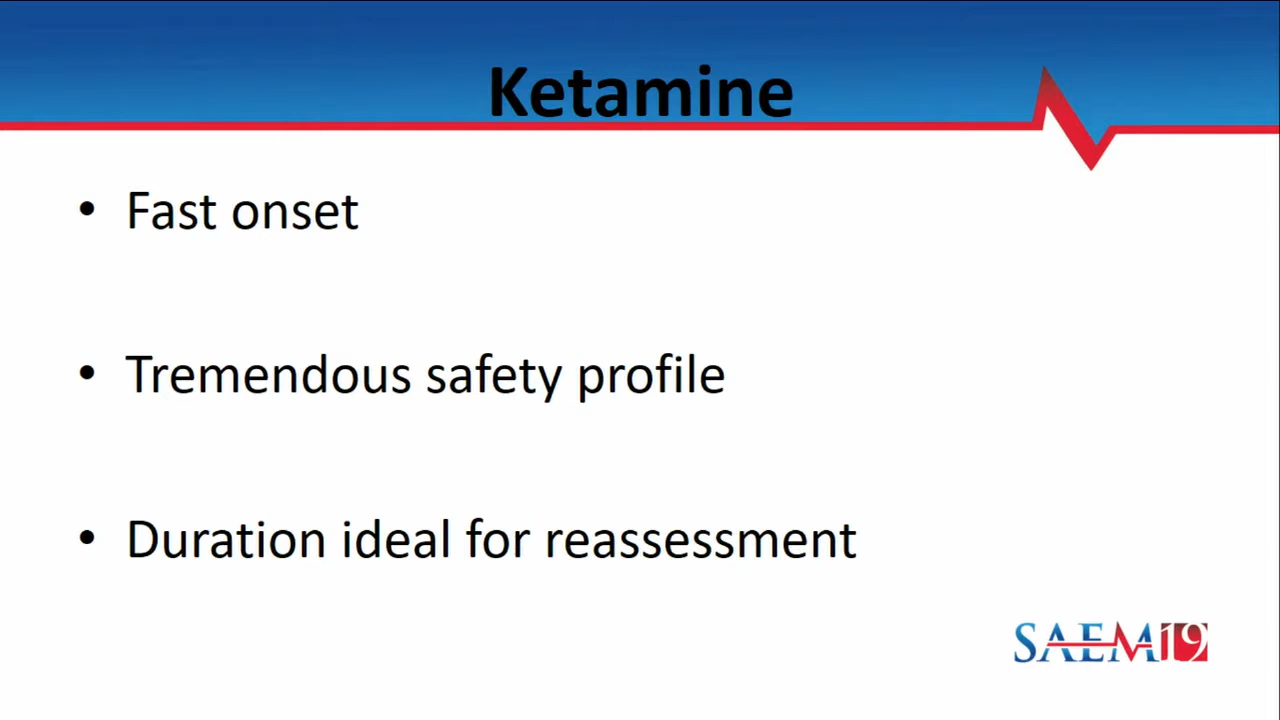 Ketamine
• Fast onset
• Tremendous safety profile
• Duration ideal for reassessment
SAEM19